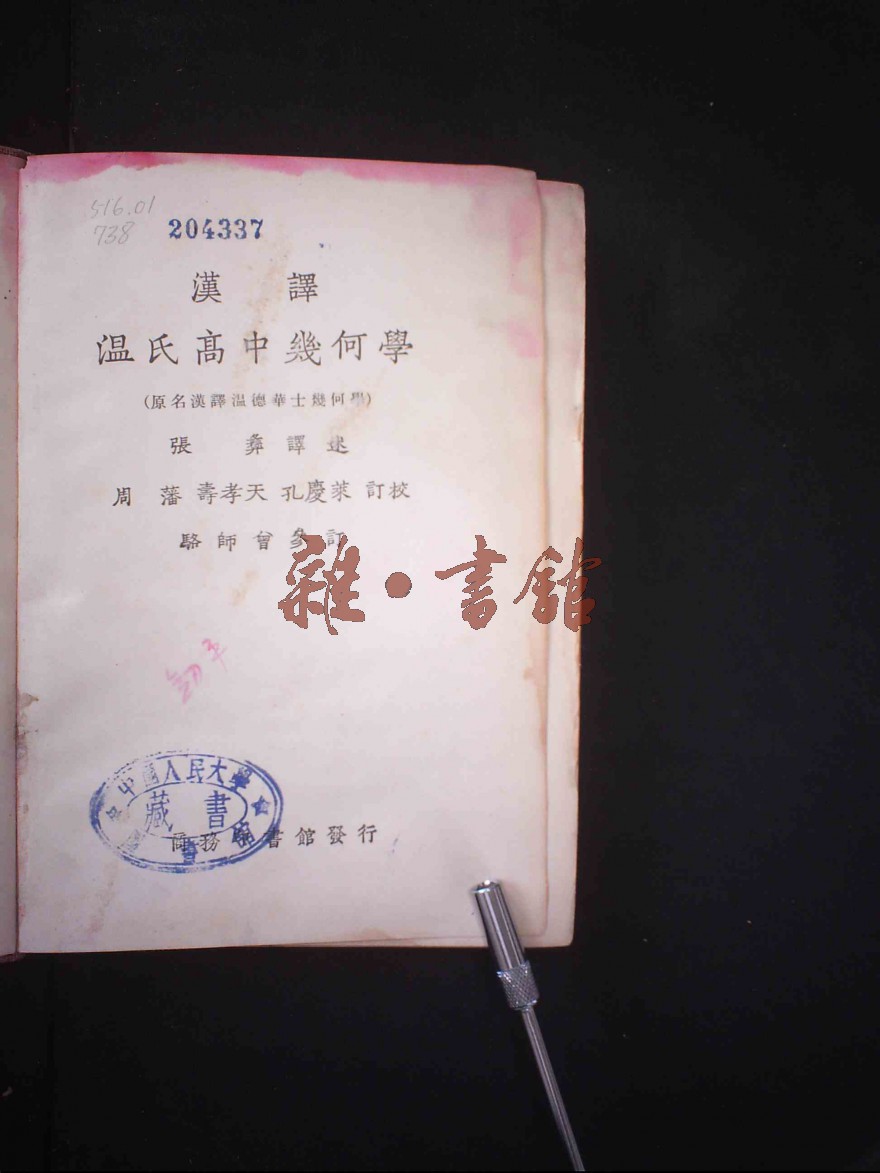 516.01
738
204337
漢譯
温氏高中幾何學
(原名漢譯温德華士幾何學)
張彝譯述
周藩 壽孝天 孔慶萊 訂校
駱師曾參訂
雜·書館
中國人民大學
藏書
商務印書館發行